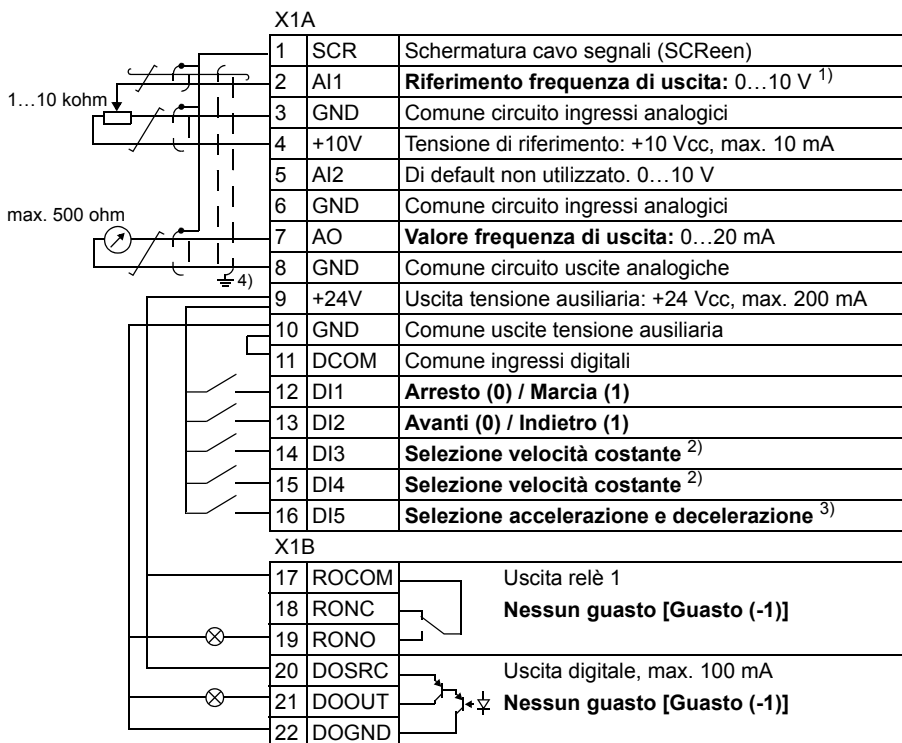 X1A
1 SCR Schermatura cavo segnali (SCReen)
2 AI1 Riferimento frequenza di uscita: 0…10 V 1)
1…10 kohm
3 GND Comune circuito ingressi analogici
4 +10V Tensione di riferimento: +10 Vcc, max. 10 mA
5 AI2 Di default non utilizzato. 0…10 V
6 GND Comune circuito ingressi analogici
max. 500 ohm
7 AO Valore frequenza di uscita: 0…20 mA
8 GND Comune circuito uscite analogiche
4)
9 +24V Uscita tensione ausiliaria: +24 Vcc, max. 200 mA
10 GND Comune uscite tensione ausiliaria
11 DCOM Comune ingressi digitali
12 DI1 Arresto (0) / Marcia (1)
13 DI2 Avanti (0) / Indietro (1)
14 DI3 Selezione velocità costante 2)
15 DI4 Selezione velocità costante 2)
16 DI5 Selezione accelerazione e decelerazione 3)
X1B
17 ROCOM Uscita relè 1
18 RONC Nessun guasto [Guasto (-1)]
19 RONO
20 DOSRC Uscita digitale, max. 100 mA
21 DOOUT Nessun guasto [Guasto (-1)]
22 DOGND